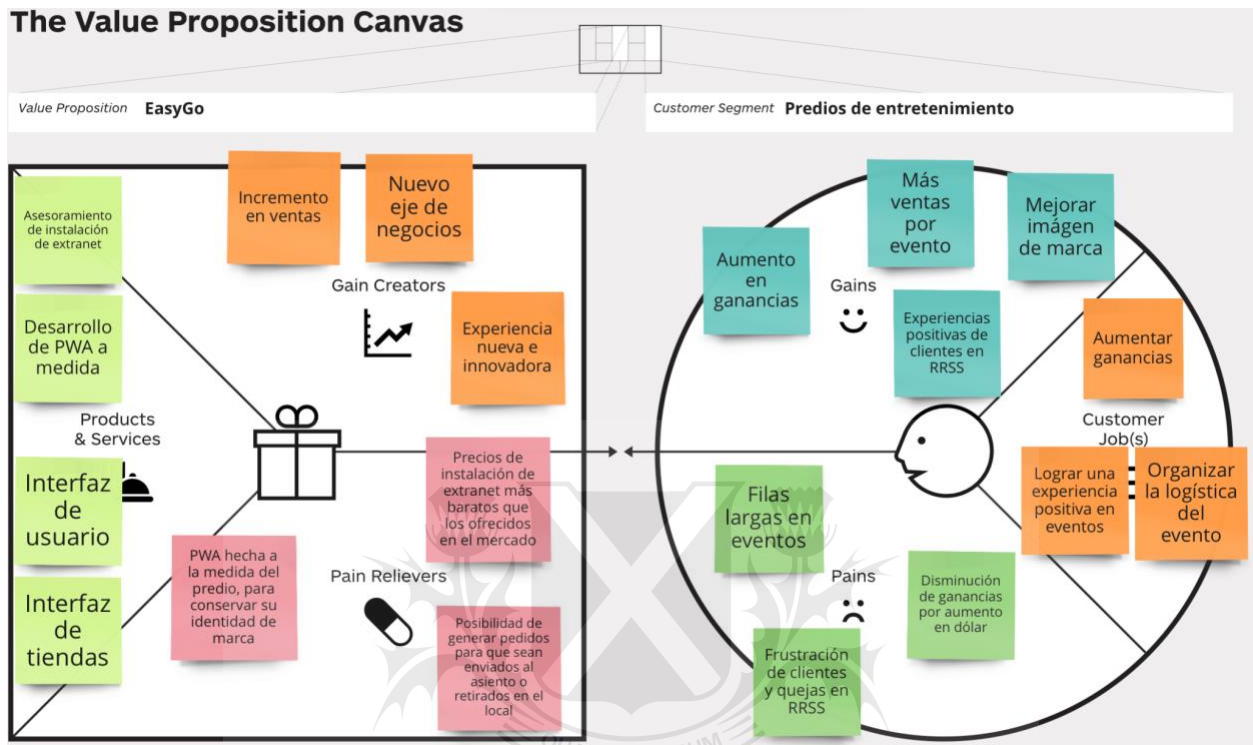 The Value Proposition Canvas
Value Proposition EasyGo
Customer Segment Predios de entretenimiento
Asesoramiento
de instalación
de extranet
Desarrollo
de PWA a
medida
Products
& Services
Interfaz
de
usuario
Interfaz
de
tiendas
Incremento
en ventas
Nuevo
eje de
negocios
Gain Creators
Experiencia
nueva e
innovadora
Precios de
instalación de
extranet más
baratos que
los ofrecidos
en el mercado
PWA hecha a
la medida del
predio, para
conservar su
identidad de
marca
Pain Relievers
Posibilidad de
generar pedidos
para que sean
enviados al
asiento o
retirados en el
local
Más
ventas
por
evento
Mejorar
imágen
de marca
Aumento
en
ganancias
Gains
Experiencias
positivas de
clientes en
RRSS
Aumentar
ganancias
Customer
Job(s)
Lograr una
experiencia
positiva en
eventos
Organizar
la logística
del
evento
Filas
largas en
eventos
Pains
Disminución
de ganancias
por aumento
en dólar
Frustración
de clientes
y quejas en
RRSS